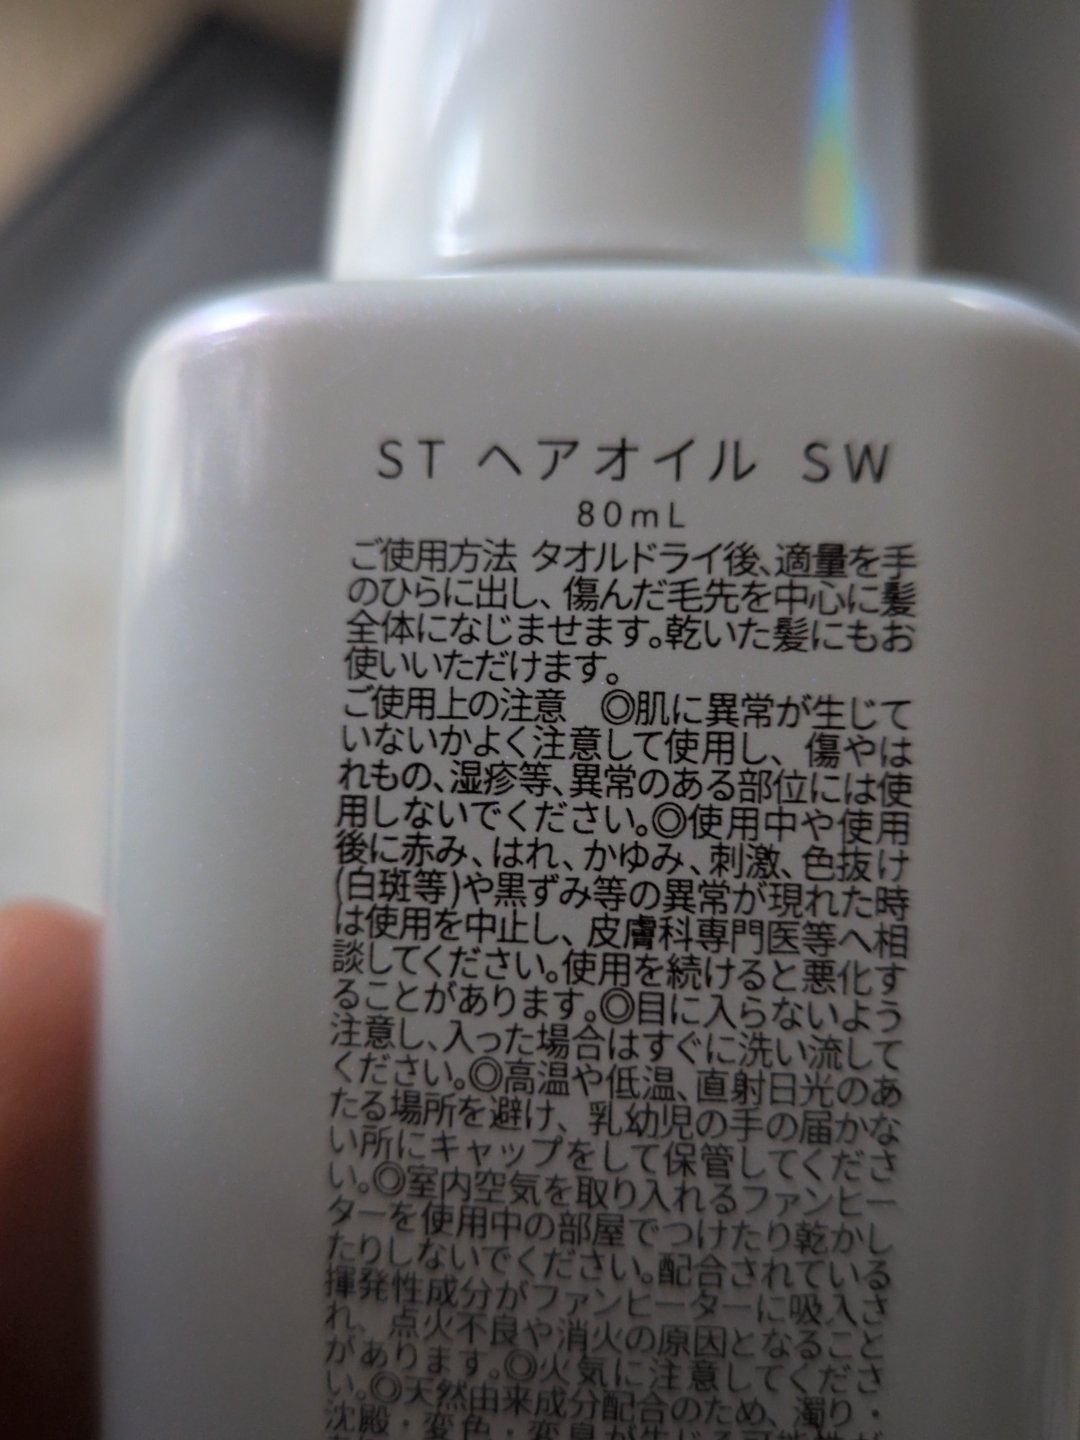 ST ヘアオイル SW
80mL
ご使用方法 タオルドライ後、適量を手
のひらに出し、傷んだ毛先を中心に髪
全体になじませます。乾いた髪にもお
使いいただけます。
ご使用上の注意 ◎肌に異常が生じて
いないかよく注意して使用し、傷やは
れもの、湿疹等、異常のある部位には使
用しないでください。◎使用中や使用
後に赤み、はれ、かゆみ、刺激、色抜け
(白斑等)や黒ずみ等の異常が現れた時
は使用を中止し、皮膚科専門医等へ相
談してください。使用を続けると悪化す
ることがあります。◎目に入らないよう
注意し、入った場合はすぐに洗い流して
ください。◎高温や低温、直射日光のあ
たる場所を避け、乳幼児の手の届かな
い所にキャップをして保管してくださ
い。◎室内空気を取り入れるファンヒー
ターを使用中の部屋でつけたり乾かし
たりしないでください。配合されている
揮発性成分がファンヒーターに吸入さ
れ、点火不良や消火の原因となること
があります。◎火気に注意してくださ
い。◎天然由来成分配合のため、濁り・
沈殿・変色・変臭が生じる可能性が